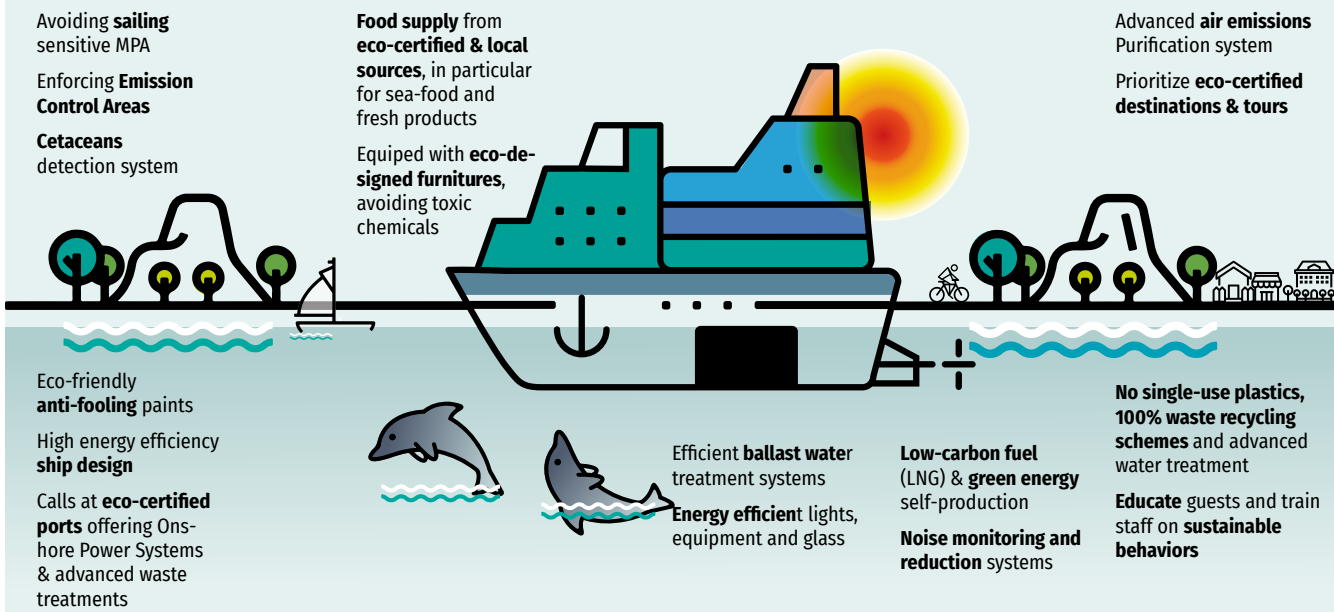 Avoiding sailing
sensitive MPA
Enforcing Emission
Control Areas
Cetaceans
detection system
Food supply from
eco-certified & local
sources, in particular
for sea-food and
fresh products
Equiped with eco-de-
signed furnitures,
avoiding toxic
chemicals
Advanced air emissions
Purification system
Prioritize eco-certified
destinations & tours
Eco-friendly
anti-fooling paints
High energy efficiency
ship design
Calls at eco-certified
ports offering Ons-
hore Power Systems
& advanced waste
treatments
Efficient ballast water
treatment systems
Energy efficient lights,
equipment and glass
Low-carbon fuel
(LNG) & green energy
self-production
Noise monitoring and
reduction systems
No single-use plastics,
100% waste recycling
schemes and advanced
water treatment
Educate guests and train
staff on sustainable
behaviors